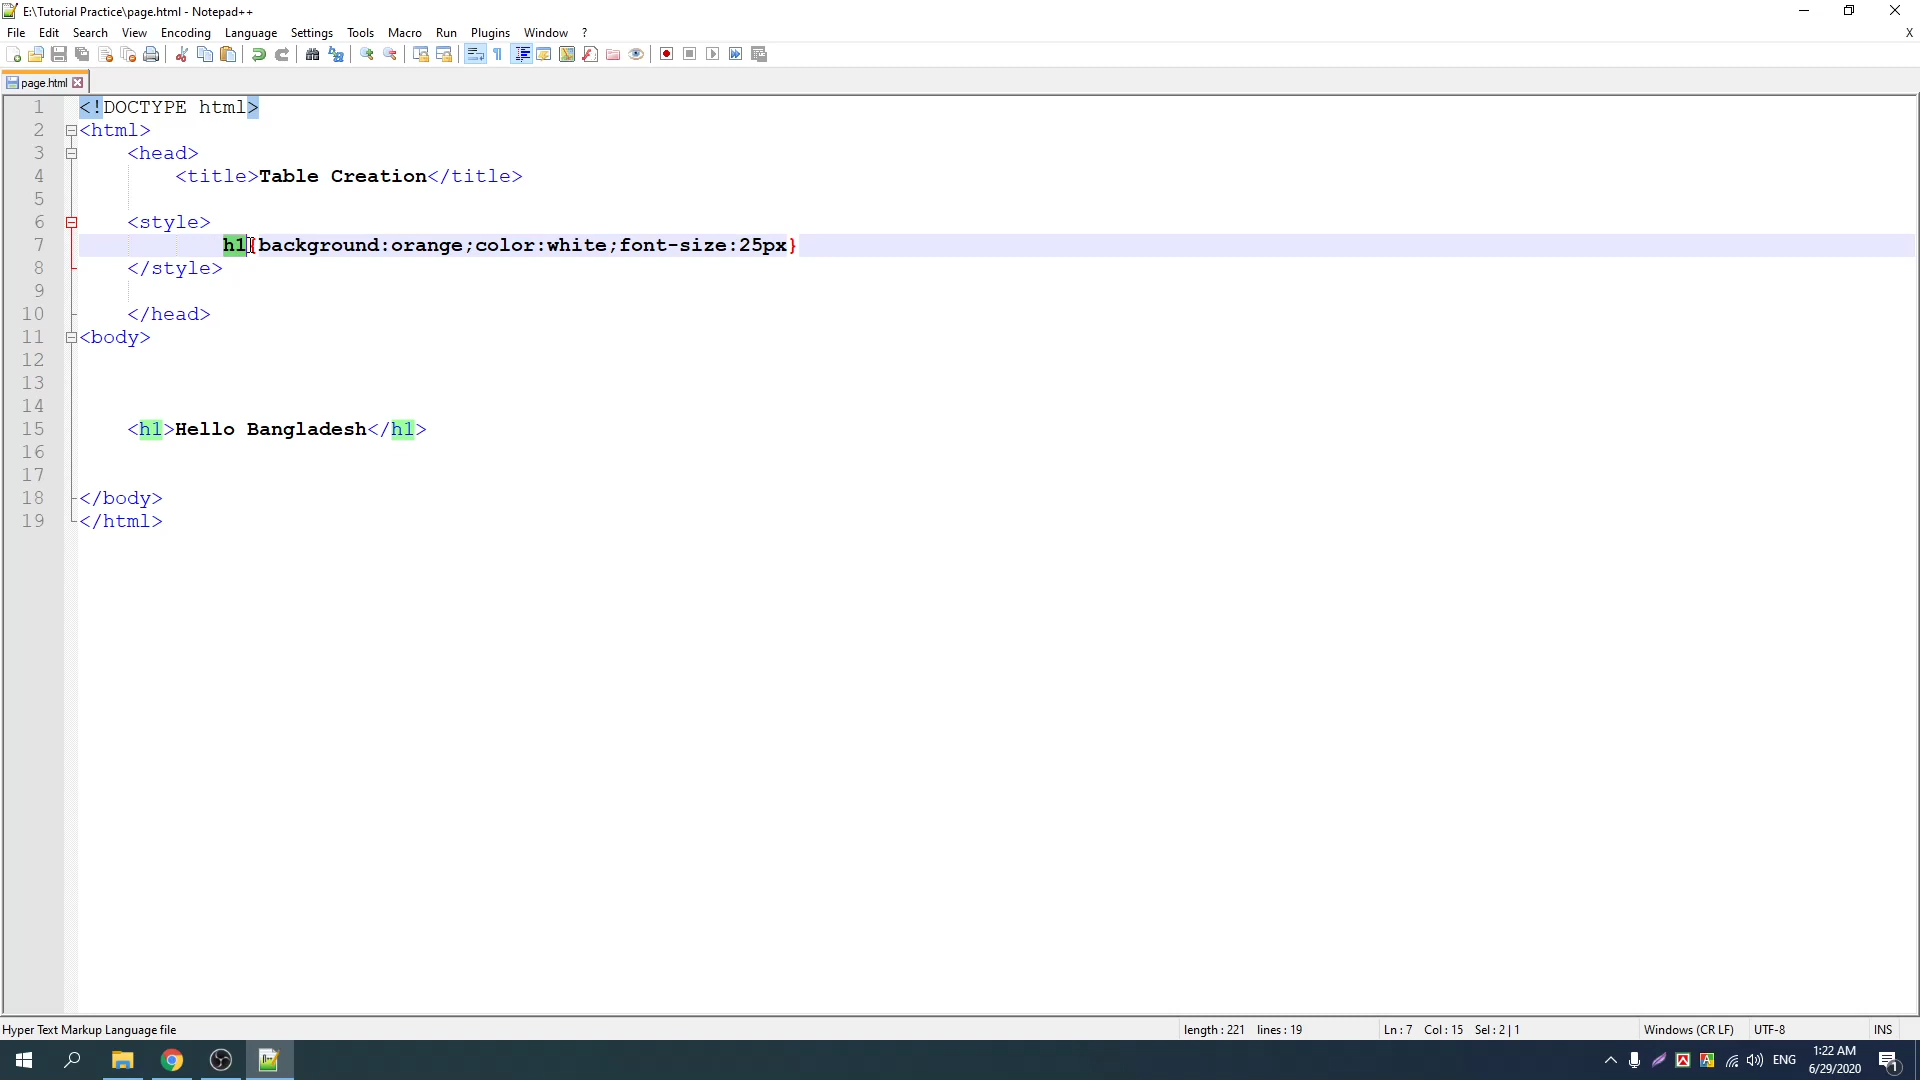 E:\Tutorial Practice\page.html - Notepad++
File Edit Search View Encoding Language Settings Tools Macro Run Plugins Window ? X
page.html
1 <!DOCTYPE html>
2 <html>
3 <head>
4 <title>Table Creation</title>
5
6 <style>
7 h1{background:orange;color:white;font-size:25px}
8 </style>
9
10 </head>
11 <body>
12
13
14
15 <h1>Hello Bangladesh</h1>
16
17
18 </body>
19 </html>
Hyper Text Markup Language file length : 221 lines : 19 Ln : 7 Col : 15 Sel : 2 | 1 Windows (CR LF) UTF-8 INS
ENG 1:22 AM
6/29/2020 1